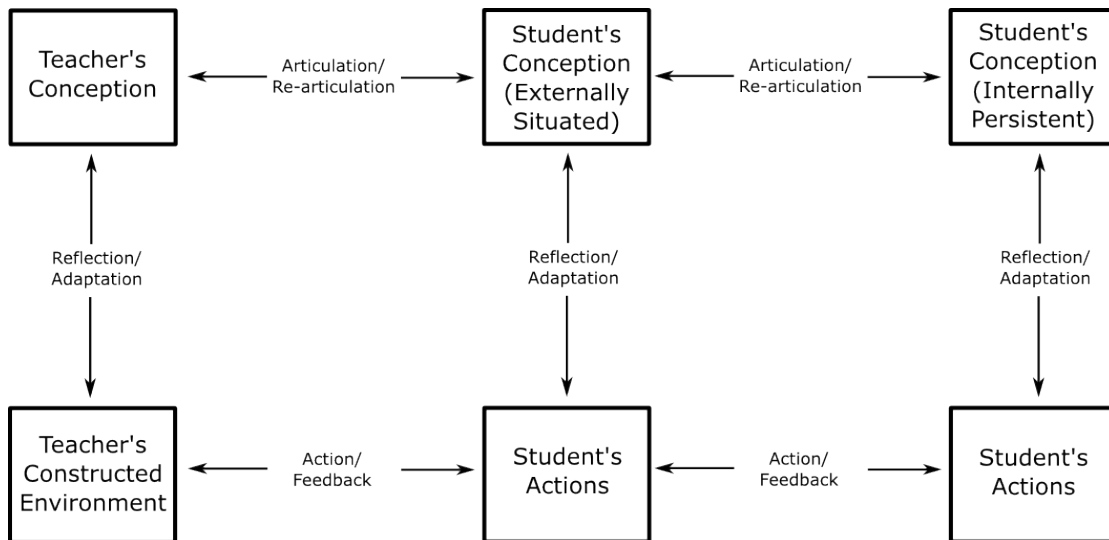 Teacher's
Conception
Articulation/
Re-articulation
Student's
Conception
(Externally
Situated)
Articulation/
Re-articulation
Student's
Conception
(Internally
Persistent)
Reflection/
Adaptation
Reflection/
Adaptation
Reflection/
Adaptation
Teacher's
Constructed
Environment
Action/
Feedback
Student's
Actions
Action/
Feedback
Student's
Actions